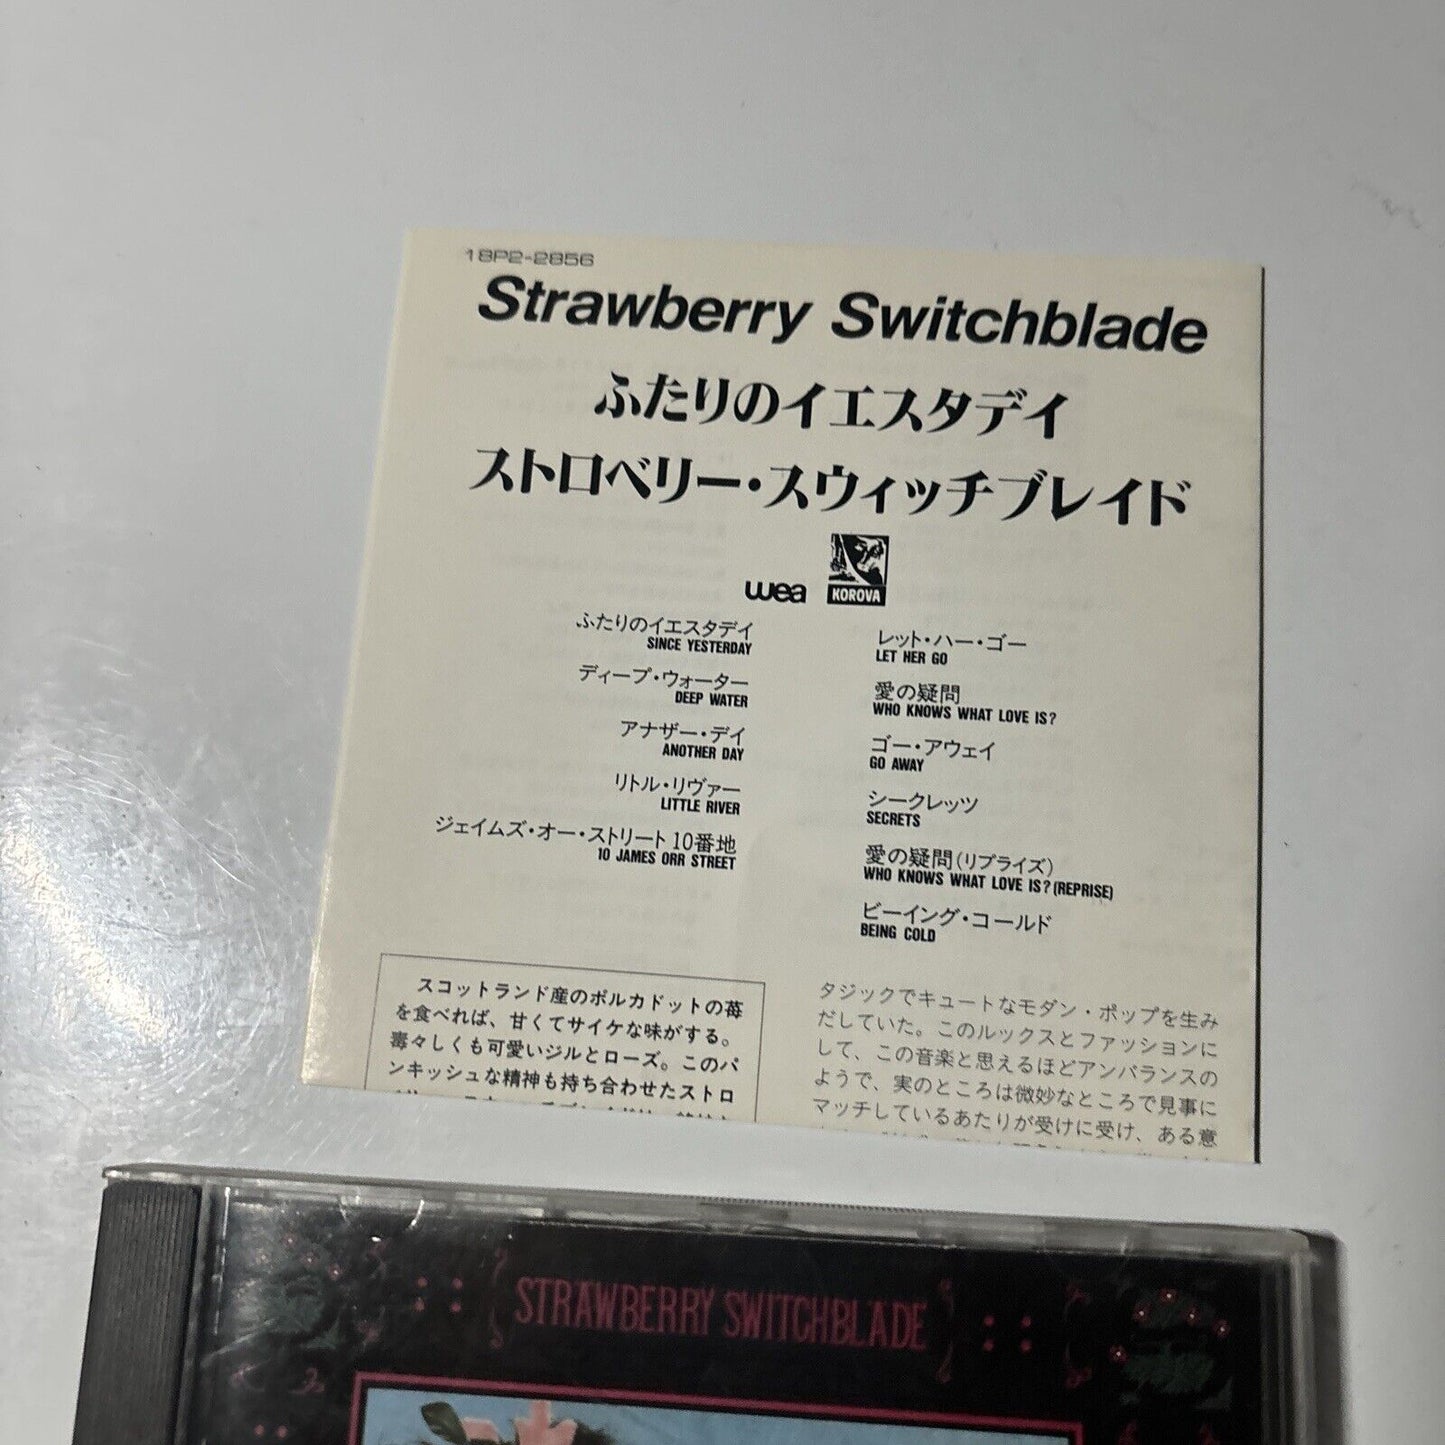 18P2-2856
Strawberry Switchblade
ふたりのイエスタデイ
ストロベリー・スウィッチブレイド
wea
KOROVA
ふたりのイエスタデイ
SINCE YESTERDAY
ディープ・ウォーター
DEEP WATER
アナザー・デイ
ANOTHER DAY
リトル・リヴァー
LITTLE RIVER
ジェイムズ・オー・ストリート 10番地
10 JAMES ORR STREET
レット・ハー・ゴー
LET HER GO
愛の疑問
WHO KNOWS WHAT LOVE IS?
ゴー・アウェイ
GO AWAY
シークレッツ
SECRETS
愛の疑問(リプライズ)
WHO KNOWS WHAT LOVE IS? (REPRISE)
ビーイング・コールド
BEING COLD
スコットランド産のポルカドットの苺
を食べれば、甘くてサイケな味がする。
毒々しくも可愛いジルとローズ。このパ
ンキッシュな精神も持ち合わせたストロ
タジックでキュートなモダン・ポップを生み
だしていた。このルックスとファッションに
して、この音楽と思えるほどアンバランスの
ようで、実のところは微妙なところで見事に
マッチしているあたりが受けに受け、ある意
STRAWBERRY SWITCHBLADE